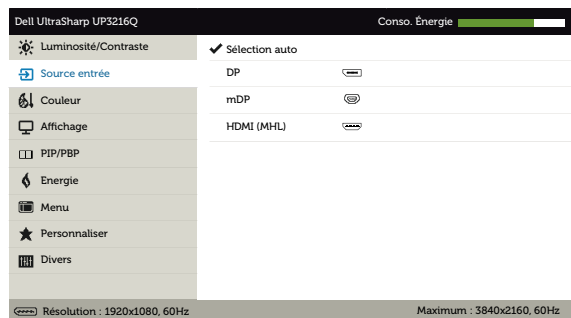 Dell UltraSharp UP3216Q Conso. Énergie
Luminosité/Contraste
Sélection auto
Source entrée
DP
Couleur
mDP
Affichage
HDMI (MHL)
PIP/PBP
Energie
Menu
Personnaliser
Divers
Résolution : 1920x1080, 60Hz Maximum : 3840x2160, 60Hz